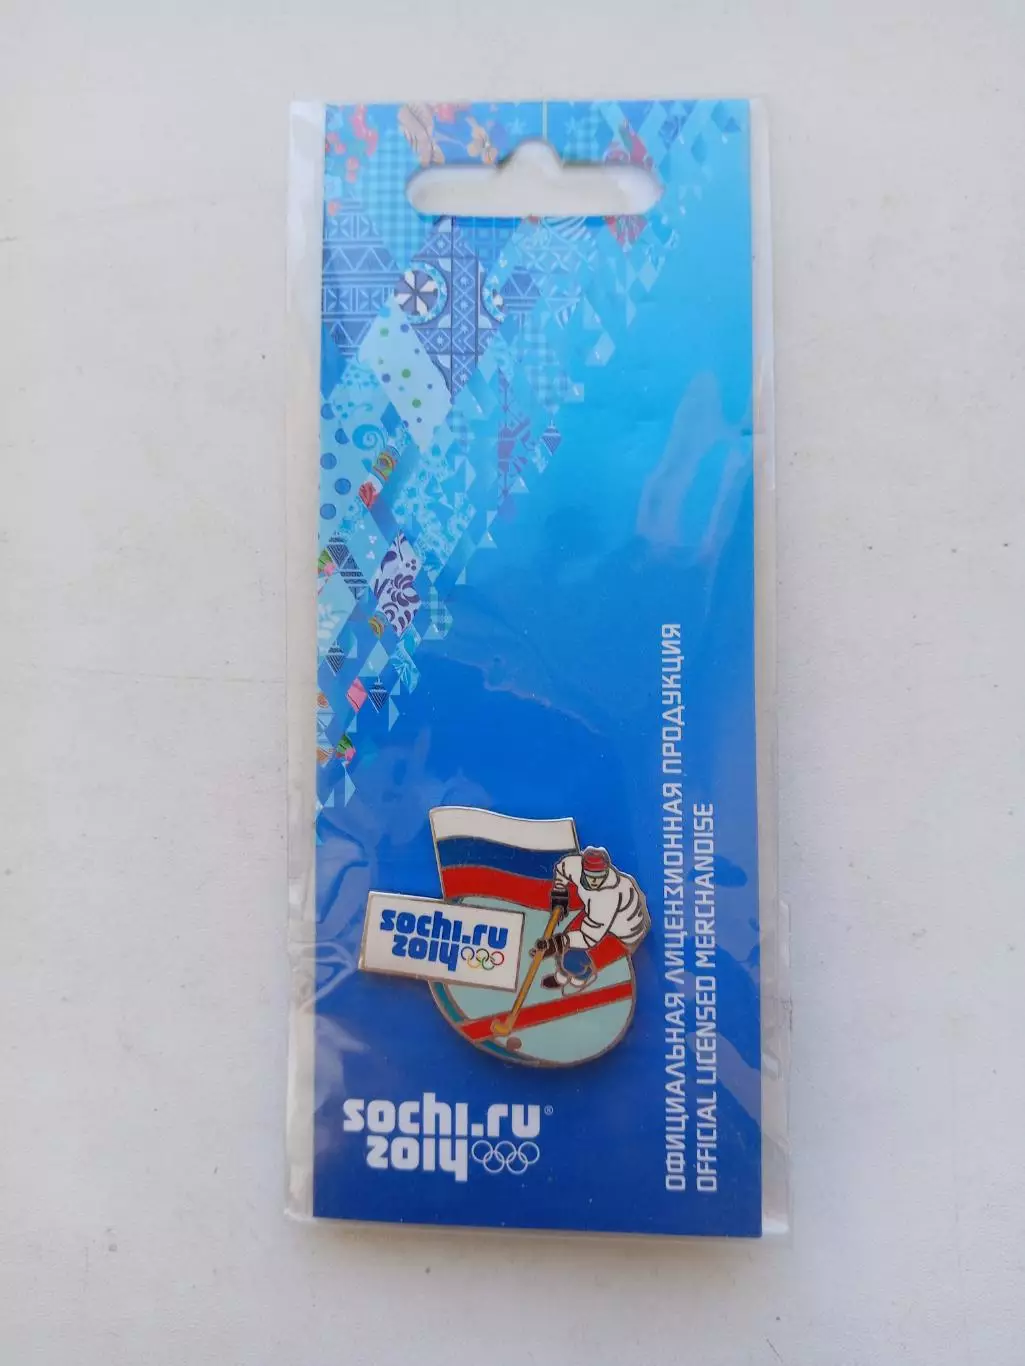 sochi.ru
2014
sochi.ru®
2014
ОФИЦИАЛЬНАЯ ЛИЦЕНЗИОННАЯ ПРОДУКЦИЯ
OFFICIAL LICENSED MERCHANDISE